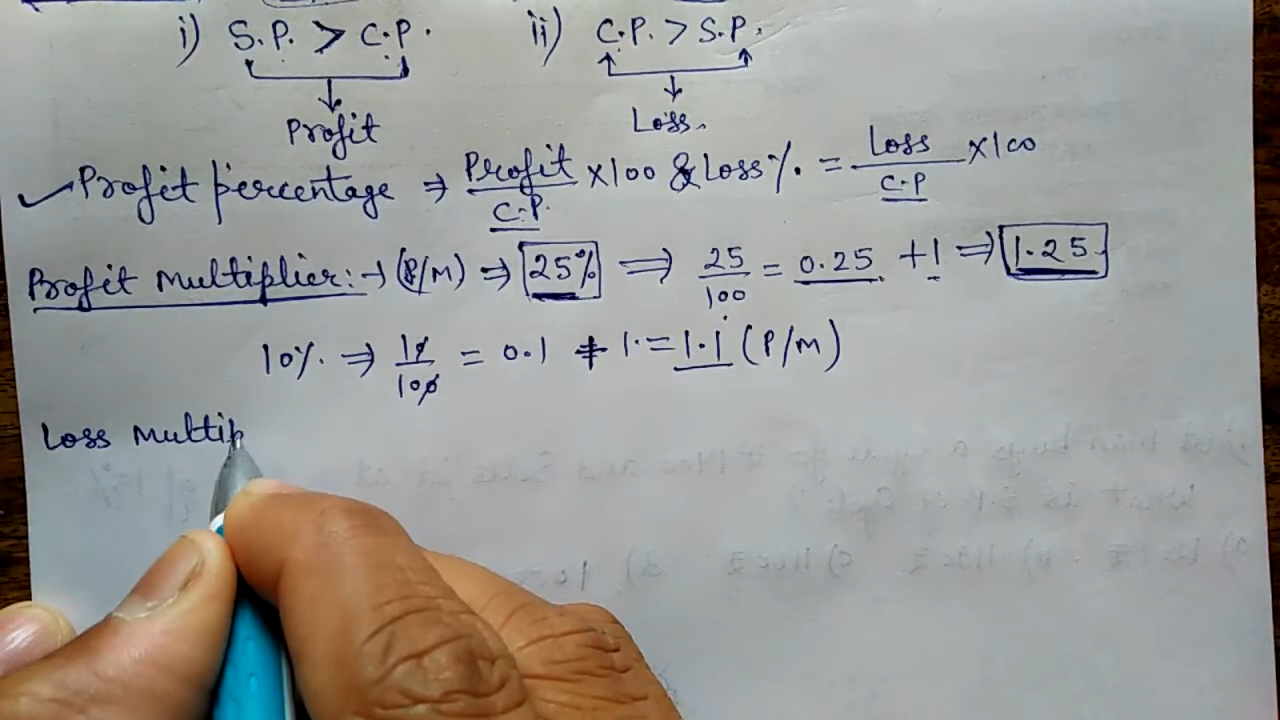 i) S.P. > C.P. ii) C.P. > S.P.
Profit Loss.
✓Profit percentage ⇒ Profit/C.P. ×100 & Loss% = Loss/C.P ×100
Profit Multiplier:→ (P/M) ⇒ 25% ⇒ 25/100 = 0.25 +1 ⇒ 1.25
10% ⇒ 10/100 = 0.1 + 1 = 1.1 (P/M)
Loss Multip